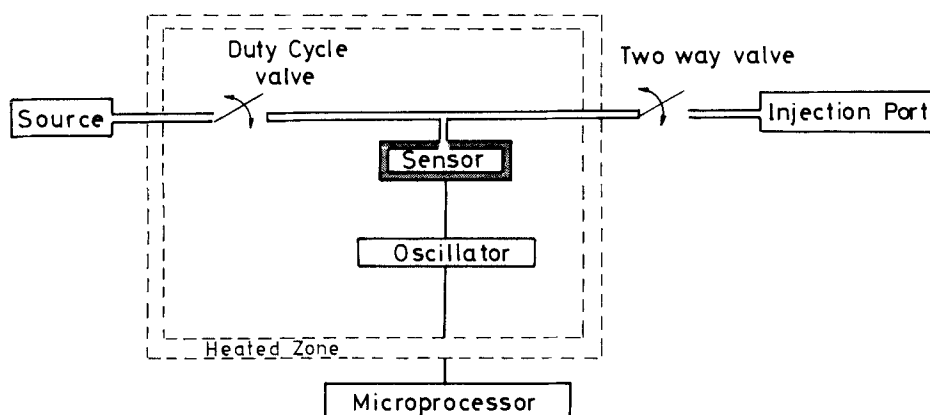 Duty Cycle
valve
Two way valve
Source
Injection Port
Sensor
Oscillator
Heated Zone
Microprocessor